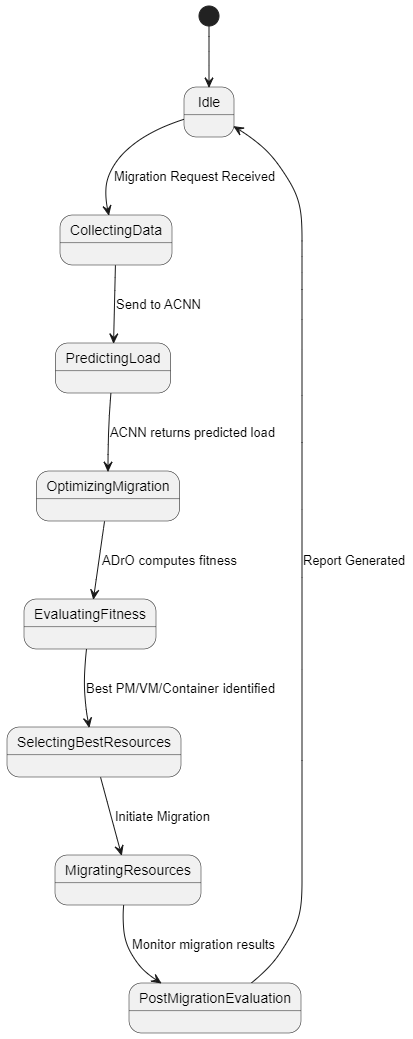 Idle
Migration Request Received
CollectingData
Send to ACNN
PredictingLoad
ACNN returns predicted load
OptimizingMigration
ADrO computes fitness
Report Generated
EvaluatingFitness
Best PM/VM/Container identified
SelectingBestResources
Initiate Migration
MigratingResources
Monitor migration results
PostMigrationEvaluation